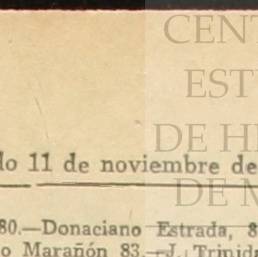 CENT
EST
DE H
DE M
do 11 de noviembre de
80.—Donaciano Estrada, 8
o Marañón 83.—J. Trinida